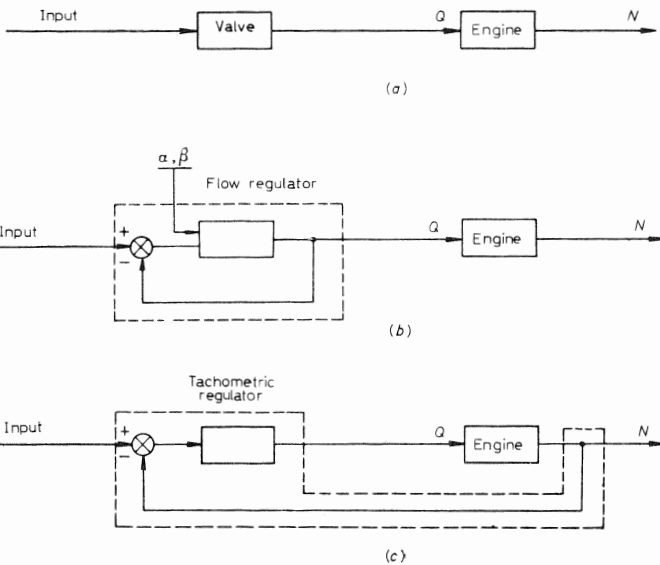 Input Valve Q Engine N
(a)
α, β
Flow regulator
Input + − Q Engine N
(b)
Tachometric
regulator
Input + − Q Engine N
(c)